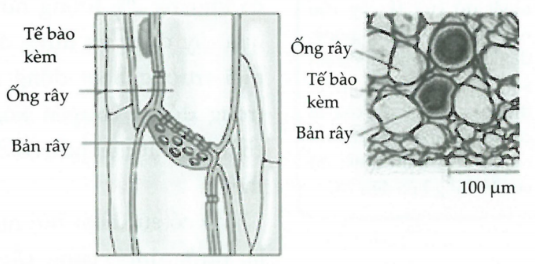 Tế bào
kèm
Ống rây
Bản rây
Ống rây
Tế bào
kèm
Bản rây
100 µm